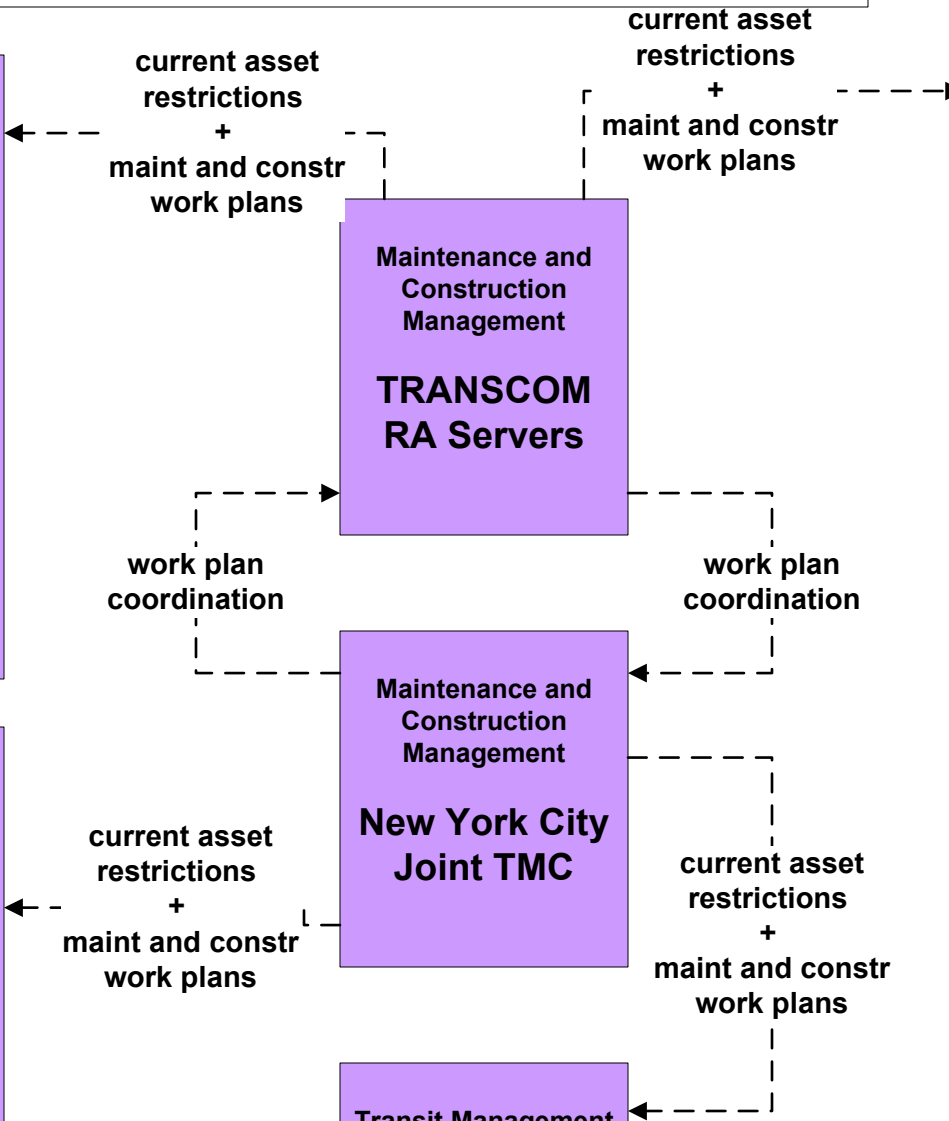 current asset
restrictions
+
maint and constr
work plans
current asset
restrictions
+
maint and constr
work plans
Maintenance and
Construction
Management
TRANSCOM
RA Servers
work plan
coordination
work plan
coordination
Maintenance and
Construction
Management
New York City
Joint TMC
current asset
restrictions
+
maint and constr
work plans
current asset
restrictions
+
maint and constr
work plans
Transit Management